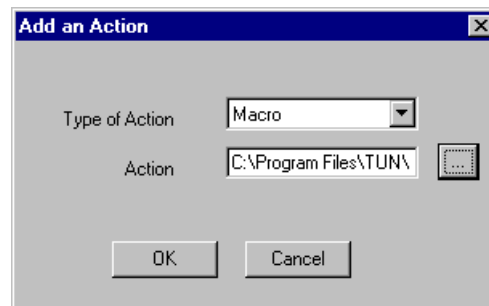 Add an Action
Type of Action Macro
Action C:\Program Files\TUN\ ...
OK Cancel